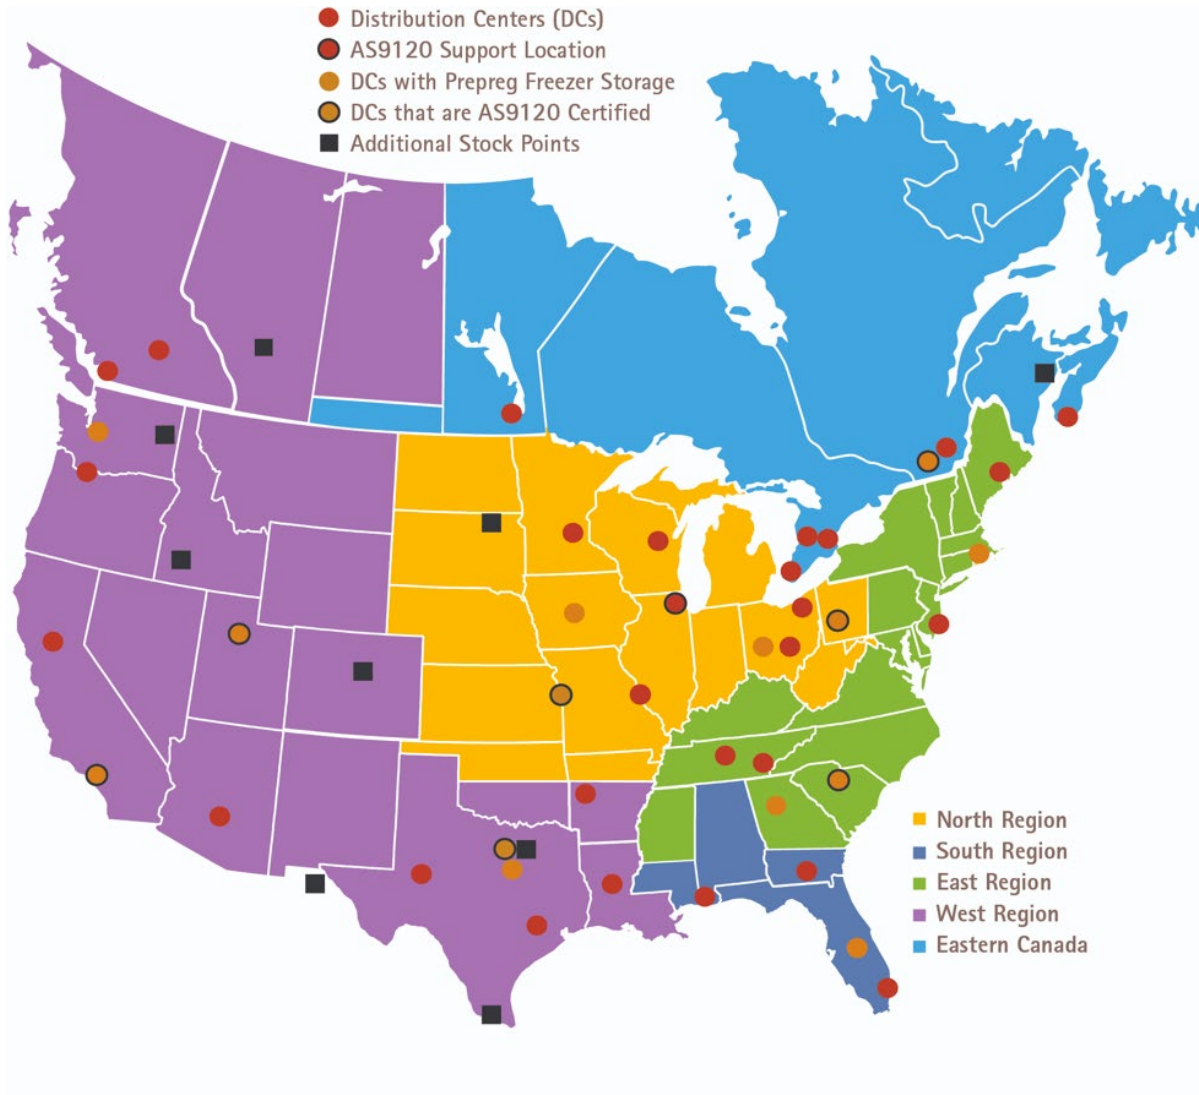 Distribution Centers (DCs)
AS9120 Support Location
DCs with Prepreg Freezer Storage
DCs that are AS9120 Certified
Additional Stock Points
North Region
South Region
East Region
West Region
Eastern Canada